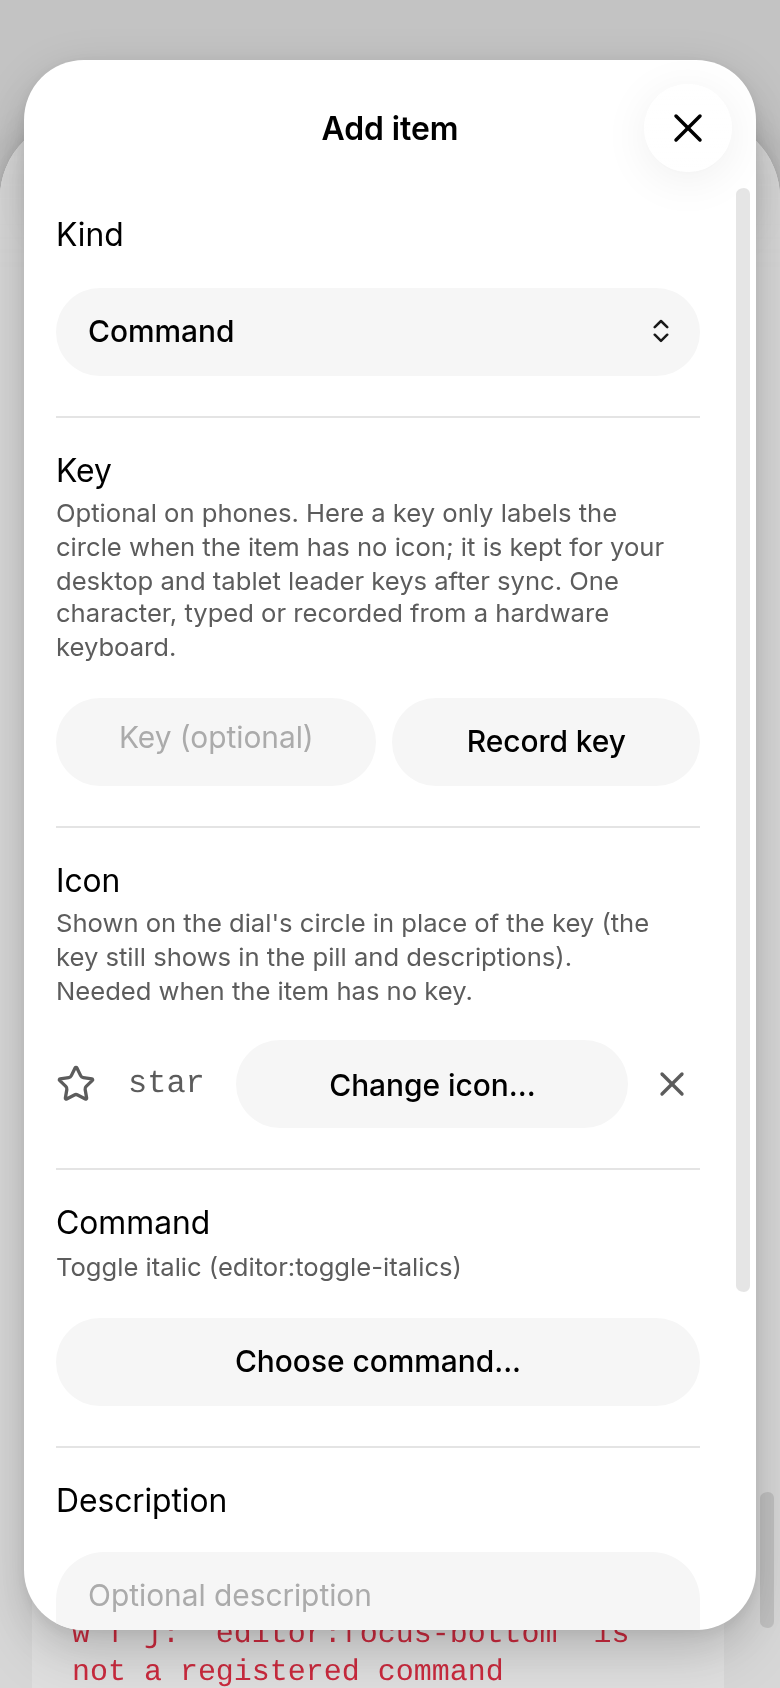 Add item
Kind
Command
Key
Optional on phones. Here a key only labels the
circle when the item has no icon; it is kept for your
desktop and tablet leader keys after sync. One
character, typed or recorded from a hardware
keyboard.
Key (optional)
Record key
Icon
Shown on the dial's circle in place of the key (the
key still shows in the pill and descriptions).
Needed when the item has no key.
star
Change icon...
Command
Toggle italic (editor:toggle-italics)
Choose command...
Description
Optional description
editor:focus-bottom is
not a registered command